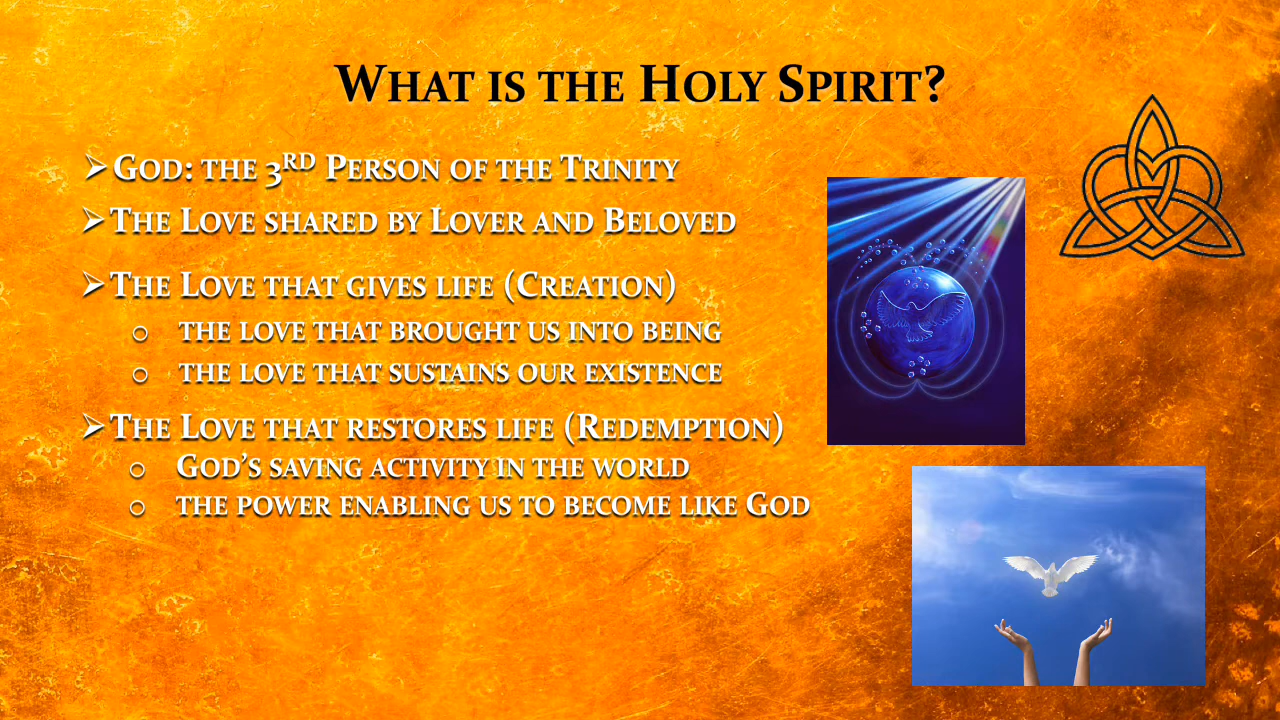 What is the Holy Spirit?
➢ God: the 3rd Person of the Trinity
➢ The Love shared by Lover and Beloved
➢ The Love that gives life (Creation)
o the love that brought us into being
o the love that sustains our existence
➢ The Love that restores life (Redemption)
o God's saving activity in the world
o the power enabling us to become like God